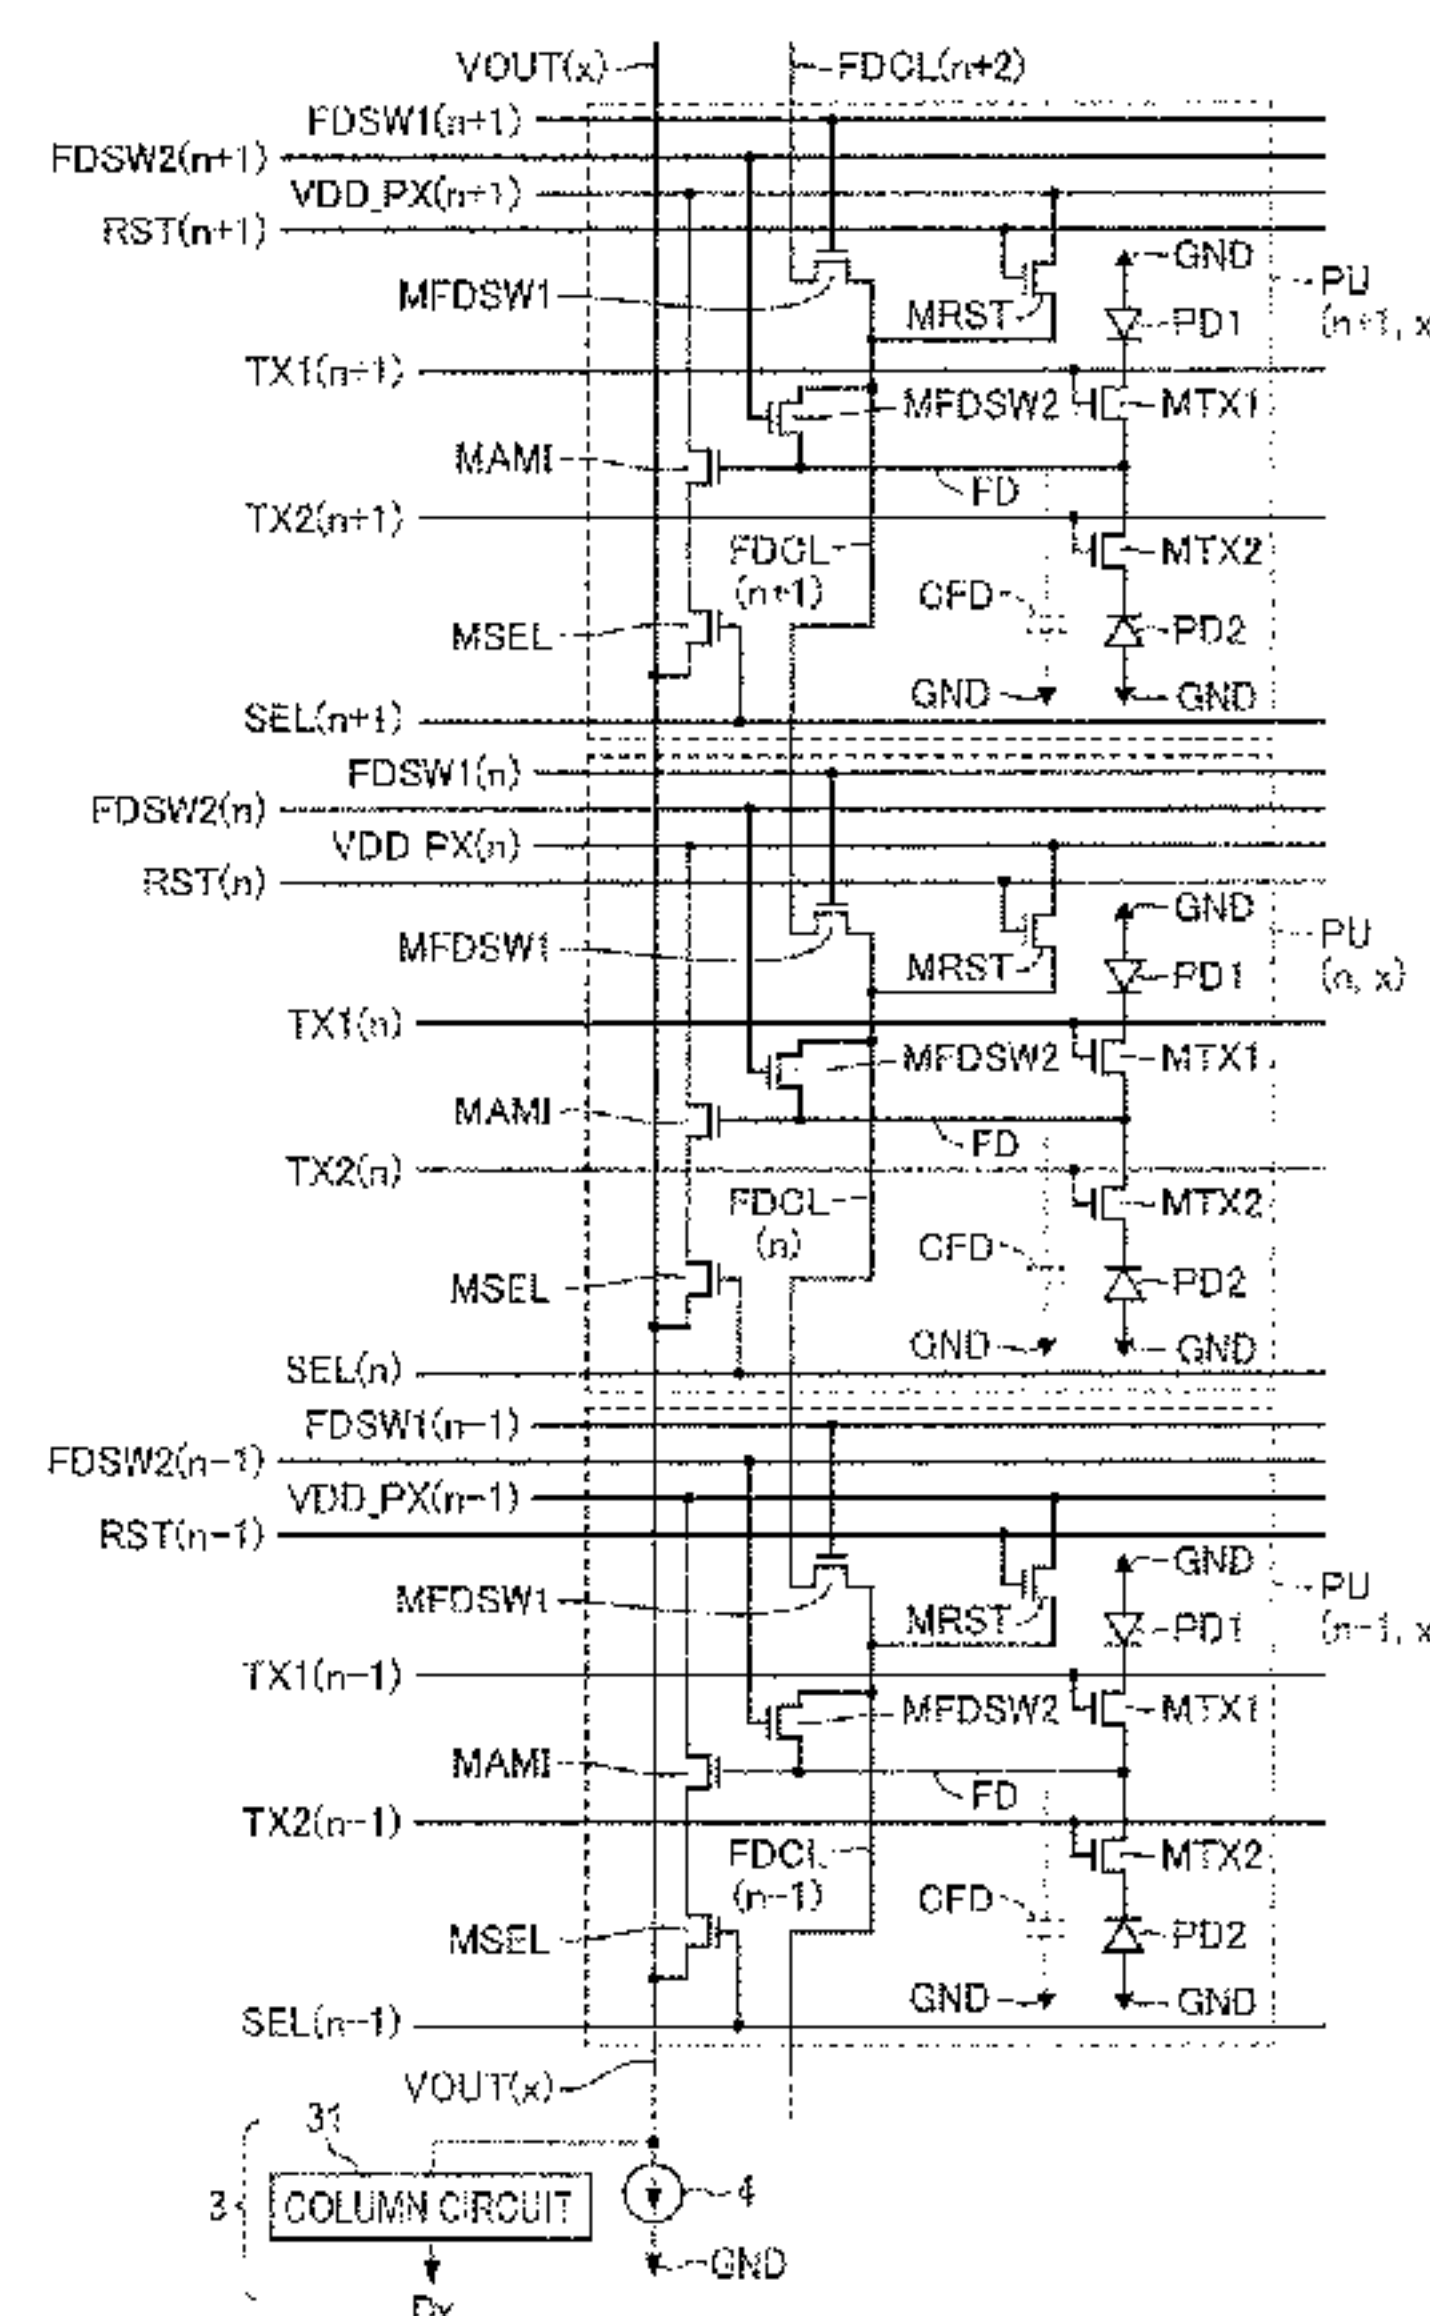 VOUT(x) FDCL(n+2)
FDSW1(n+1)
FDSW2(n+1)
VDD_PX(n+1)
RST(n+1)
GND
MFDSW1 MRST PD1 PU
(n+1, x
TX1(n+1)
MFDSW2 MTX1
MAMI FD
TX2(n+1)
FDCL
(n+1) MTX2
CFD
MSEL PD2
GND GND
SEL(n+1)
FDSW1(n)
FDSW2(n)
VDD_PX(n)
RST(n)
GND
MFDSW1 MRST PD1 PU
(n, x)
TX1(n)
MFDSW2 MTX1
MAMI FD
TX2(n)
FDCL
(n) MTX2
CFD
MSEL PD2
GND GND
SEL(n)
FDSW1(n-1)
FDSW2(n-1)
VDD_PX(n-1)
RST(n-1)
GND
MFDSW1 MRST PD1 PU
(n-1, x
TX1(n-1)
MFDSW2 MTX1
MAMI FD
TX2(n-1)
FDCL
(n-1) MTX2
CFD
MSEL PD2
GND GND
SEL(n-1)
VOUT(x)
31
3 COLUMN CIRCUIT 4
GND